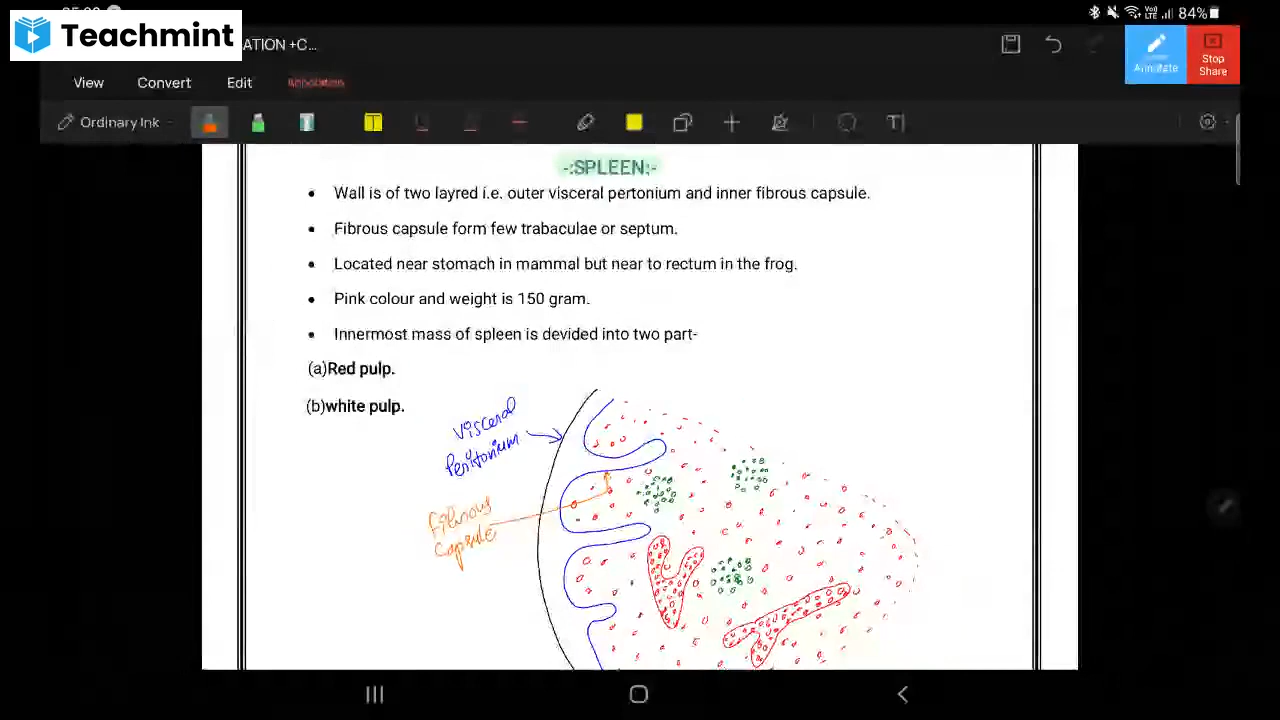 84%
Teachmint
ATION +C...
Annotate
Stop
Share
View Convert Edit Annotation
Ordinary Ink
-:SPLEEN:-
• Wall is of two layred i.e. outer visceral pertonium and inner fibrous capsule.
• Fibrous capsule form few trabaculae or septum.
• Located near stomach in mammal but near to rectum in the frog.
• Pink colour and weight is 150 gram.
• Innermost mass of spleen is devided into two part-
(a)Red pulp.
(b)white pulp.
visceral
Peritonium
Fibrous
Capsule